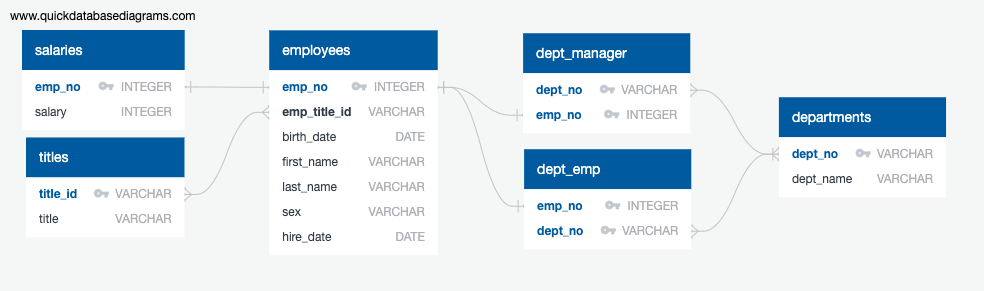 www.quickdatabasediagrams.com
salaries
emp_no INTEGER
salary INTEGER
titles
title_id VARCHAR
title VARCHAR
employees
emp_no INTEGER
emp_title_id VARCHAR
birth_date DATE
first_name VARCHAR
last_name VARCHAR
sex VARCHAR
hire_date DATE
dept_manager
dept_no VARCHAR
emp_no INTEGER
dept_emp
emp_no INTEGER
dept_no VARCHAR
departments
dept_no VARCHAR
dept_name VARCHAR